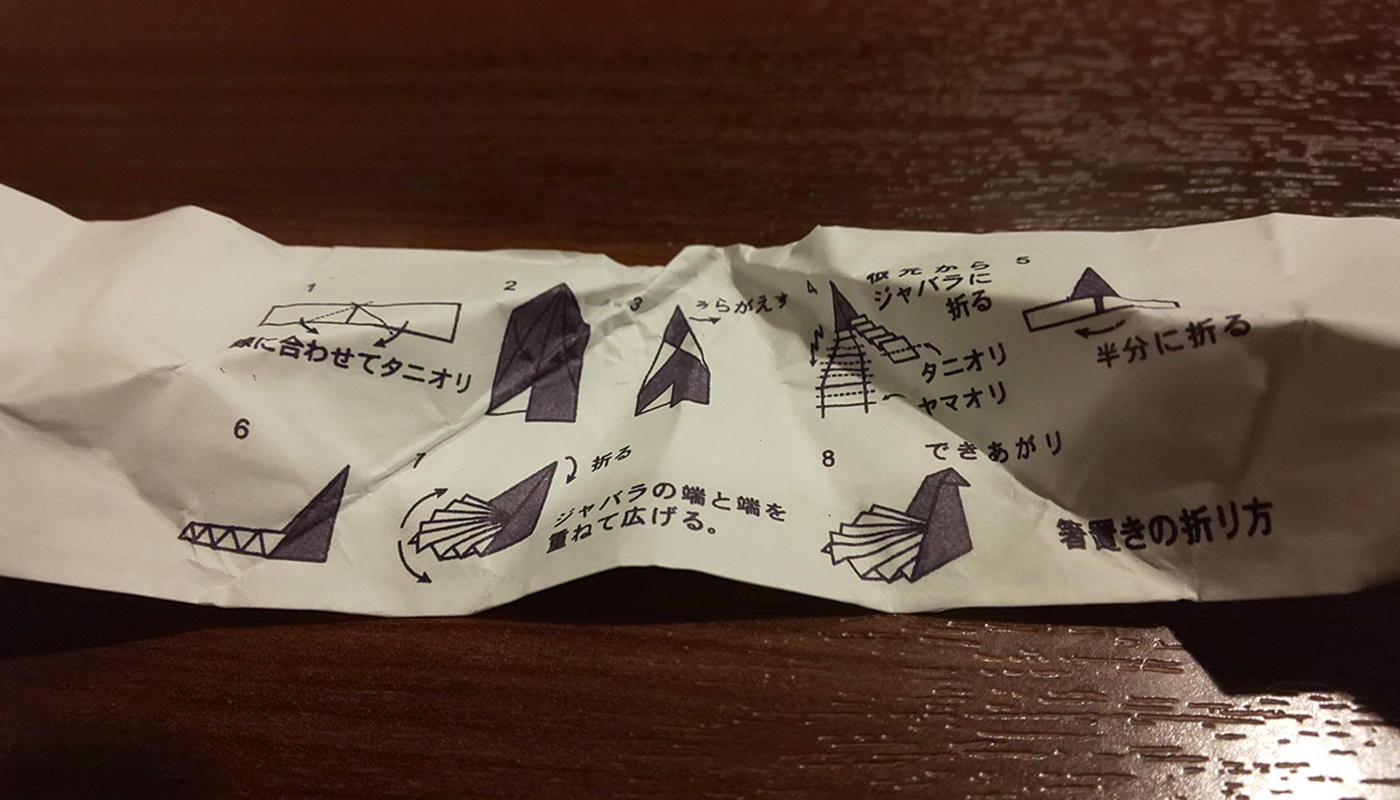 1
線に合わせてタニオリ
2
3
うらがえす
4
根元から
ジャバラに
折る
タニオリ
ヤマオリ
5
半分に折る
6
7
折る
ジャバラの端と端を
重ねて広げる。
8
できあがり
箸置きの折り方